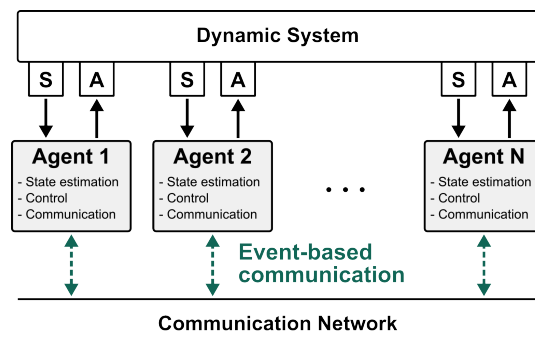 Dynamic System
S A S A S A
Agent 1 Agent 2 Agent N
- State estimation - State estimation - State estimation
- Control - Control - Control
- Communication - Communication - Communication
. . .
Event-based
communication
Communication Network